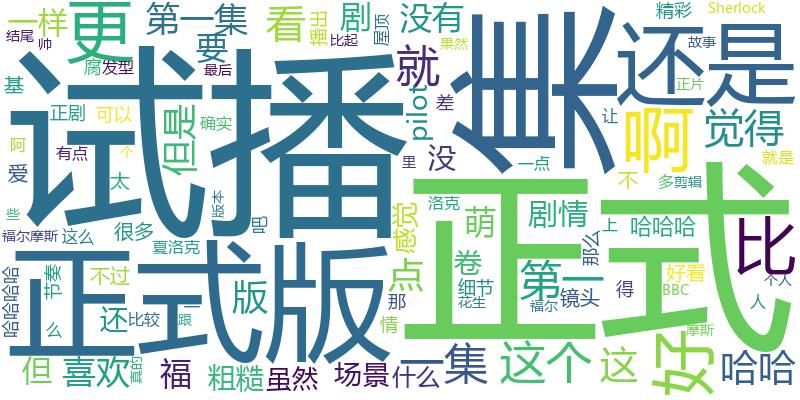 一样
第一集
看
剧
没有
精彩
Sherlock
结尾
帅
更
要
播出
比起
屋顶
果然
故事
基
腐
发型
最后
就
集
还是
正片
试播
正剧
可以
但是
确实
pilot
差
让
啊
觉得
阿
有点
个
里
没
一点
就是
爱
太
版本
感觉
洛克
不
多
剪辑
些
很多
吧
萌
剧情
上
哈哈哈
比
福尔摩斯
这么
夏洛克
正式
哈哈哈哈
节奏
不过
版
点
卷
细节
花生
第一
那么
好看
个人
正式版
么
还
比较
跟
那
情
福尔
镜头
得
BBC
人
摩斯
但
喜欢
真的
福
粗糙
虽然
场景
什么
一集
这个
这
好
哈哈